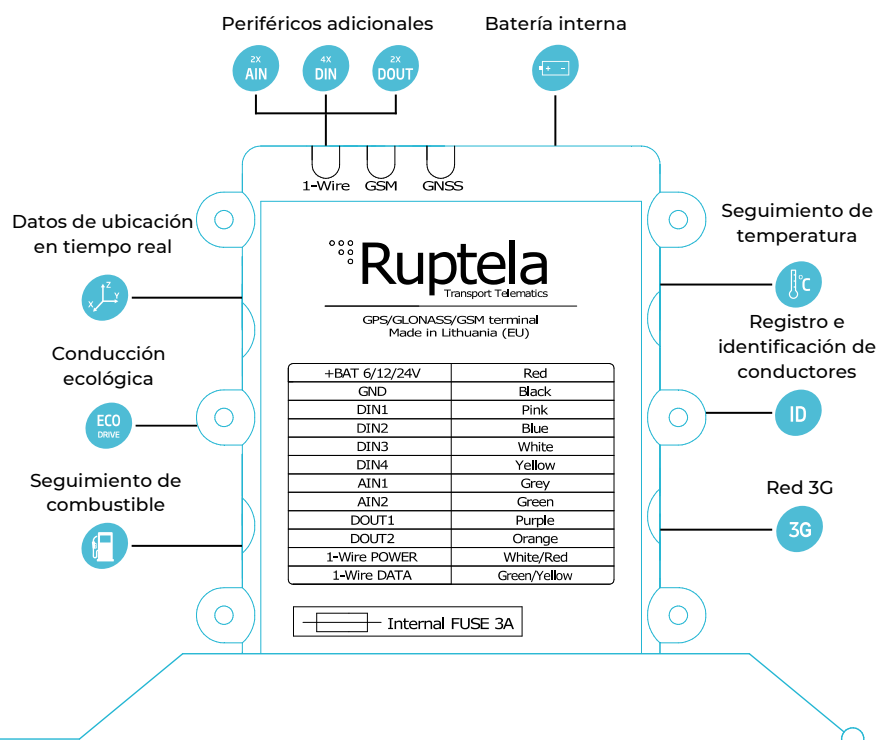 Periféricos adicionales
Batería interna
2X
AIN
4X
DIN
2X
DOUT
+ -
1-Wire
GSM
GNSS
Datos de ubicación
en tiempo real
X
Z
Y
Conducción
ecológica
ECO
DRIVE
Seguimiento de
combustible
Ruptela
Transport Telematics
GPS/GLONASS/GSM terminal
Made in Lithuania (EU)
+BAT 6/12/24V Red
GND Black
DIN1 Pink
DIN2 Blue
DIN3 White
DIN4 Yellow
AIN1 Grey
AIN2 Green
DOUT1 Purple
DOUT2 Orange
1-Wire POWER White/Red
1-Wire DATA Green/Yellow
Internal FUSE 3A
Seguimiento de
temperatura
°C
Registro e
identificación de
conductores
ID
Red 3G
3G